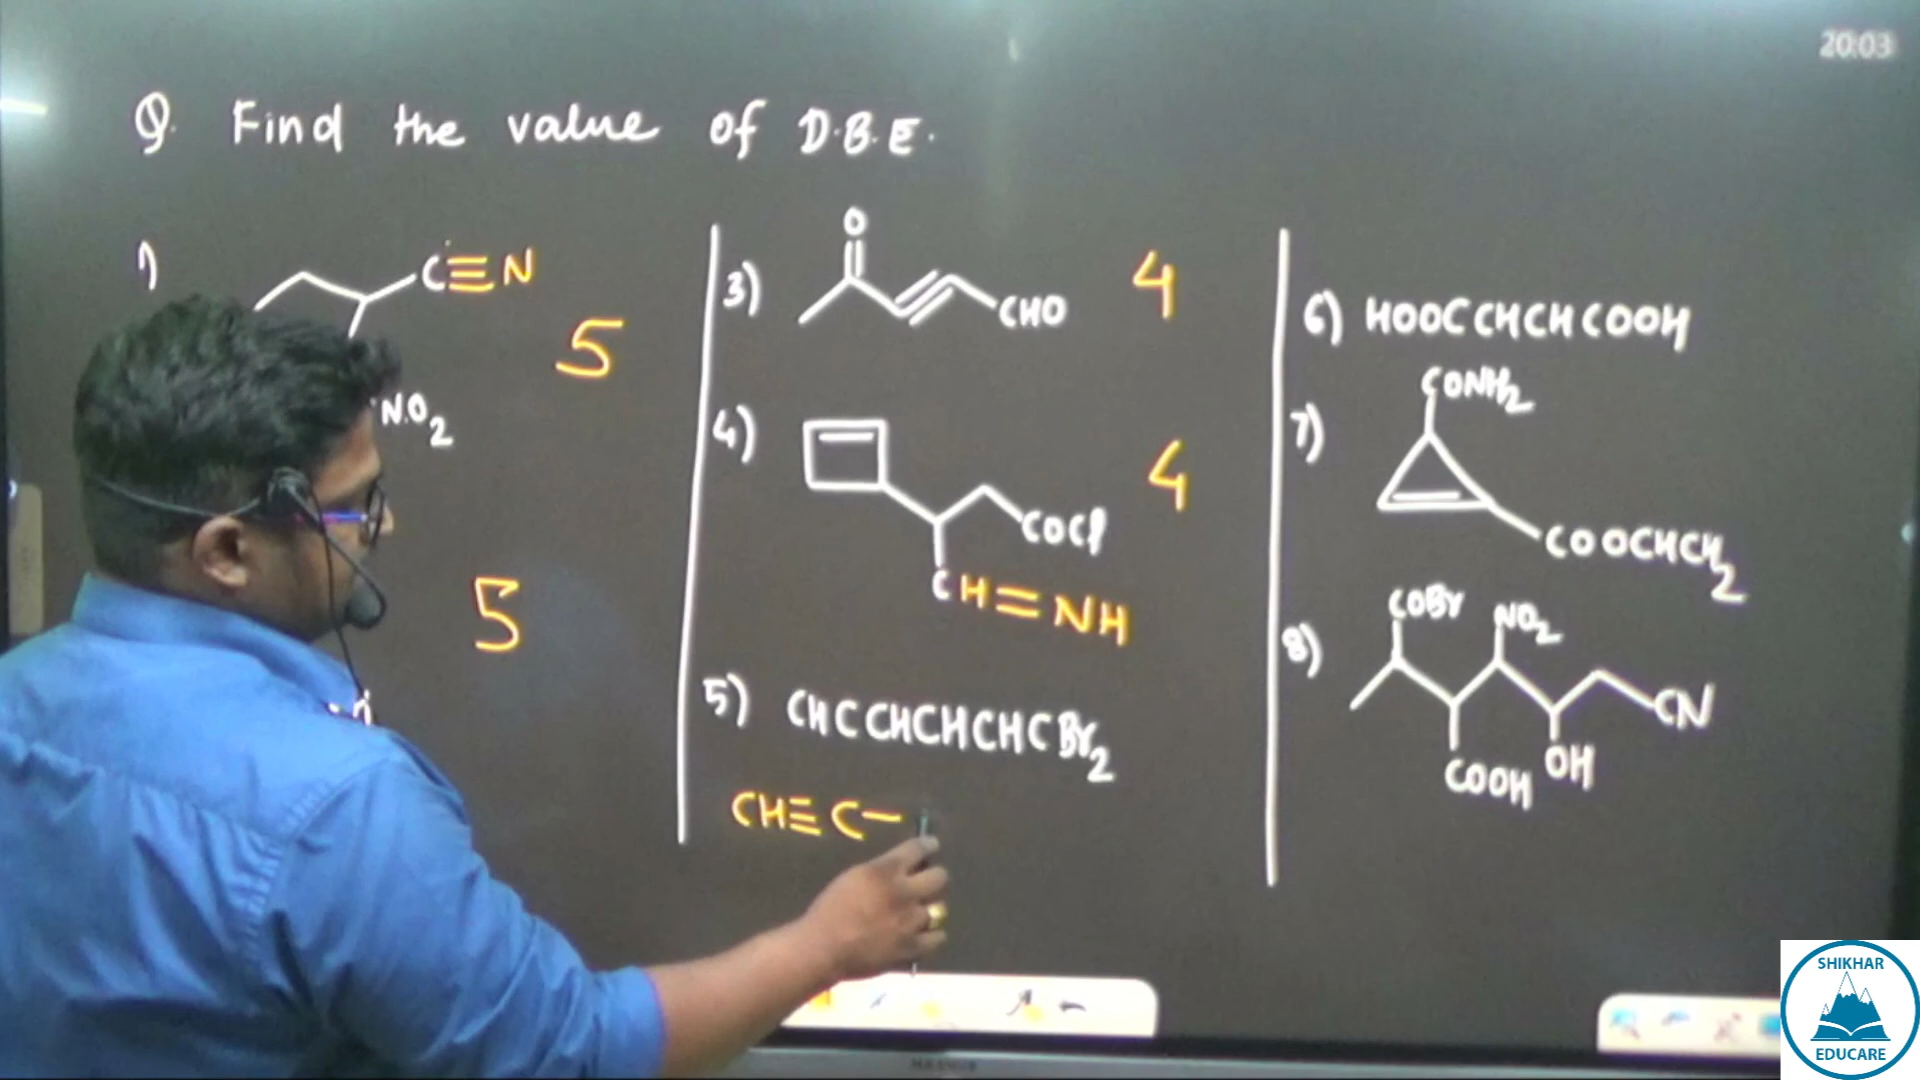 20:03
Q. Find the value of D.B.E.
1)
C≡N
5
N.O2
5
3)
O
CHO
4
4)
COCl
CH=NH
4
5) CHCCHCHCHCBr2
CH≡C-
6) HOOCCHCHCOOH
7)
CONH2
COOCHCH2
8)
COBr
NO2
CN
COOH
OH
SHIKHAR
EDUCARE